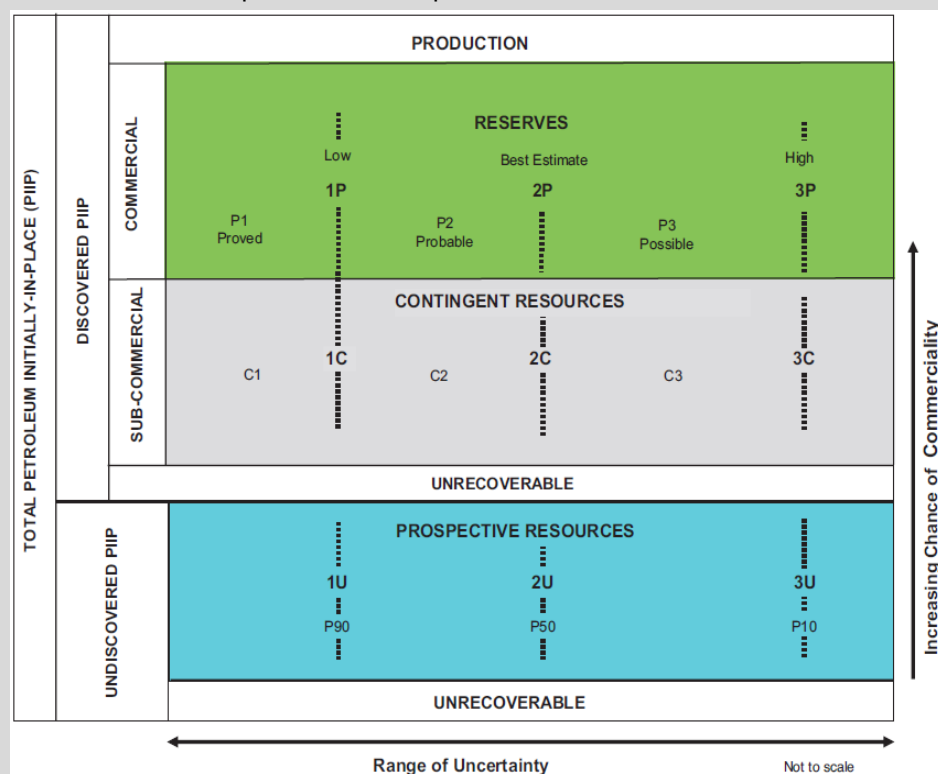 PRODUCTION
TOTAL PETROLEUM INITIALLY-IN-PLACE (PIIP)
DISCOVERED PIIP
COMMERCIAL
RESERVES
Low
Best Estimate
High
1P
2P
3P
P1
Proved
P2
Probable
P3
Possible
SUB-COMMERCIAL
CONTINGENT RESOURCES
1C
2C
3C
C1
C2
C3
UNRECOVERABLE
UNDISCOVERED PIIP
PROSPECTIVE RESOURCES
1U
2U
3U
P90
P50
P10
UNRECOVERABLE
Increasing Chance of Commerciality
Range of Uncertainty
Not to scale